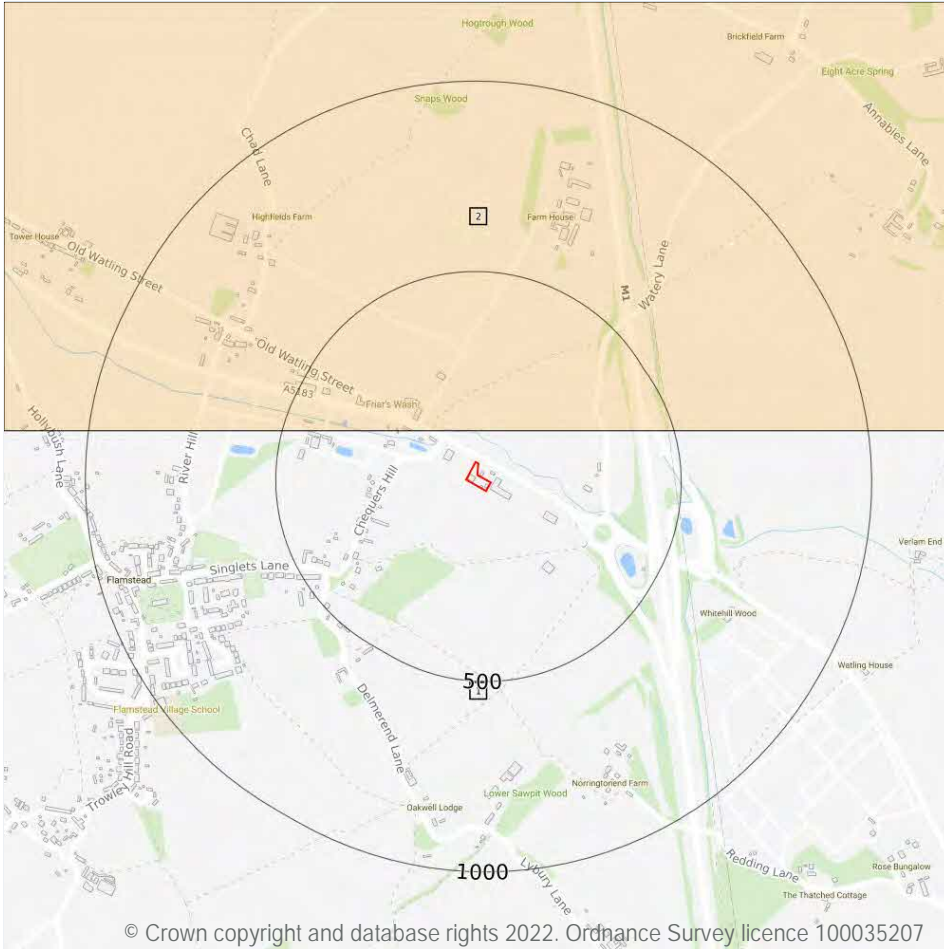 Hogtrough Wood
Brickfield Farm
Eight Acre Spring
Snaps Wood
Annables Lane
Chad Lane
2
Highfields Farm
Farm House
Tower House
Old Watling Street
Watery Lane
M1
Old Watling Street
A5183
Friar's Wash
Hollybush Lane
River Hill
Chequers Hill
Verlam End
Singlets Lane
Flamstead
Whitehill Wood
Watling House
500
1
Delmerend Lane
Flamstead Village School
Trowley Hill Road
Norringtonend Farm
Lower Sawpit Wood
Oakwell Lodge
Redding Lane
Rose Bungalow
1000
Lybury Lane
The Thatched Cottage
© Crown copyright and database rights 2022. Ordnance Survey licence 100035207